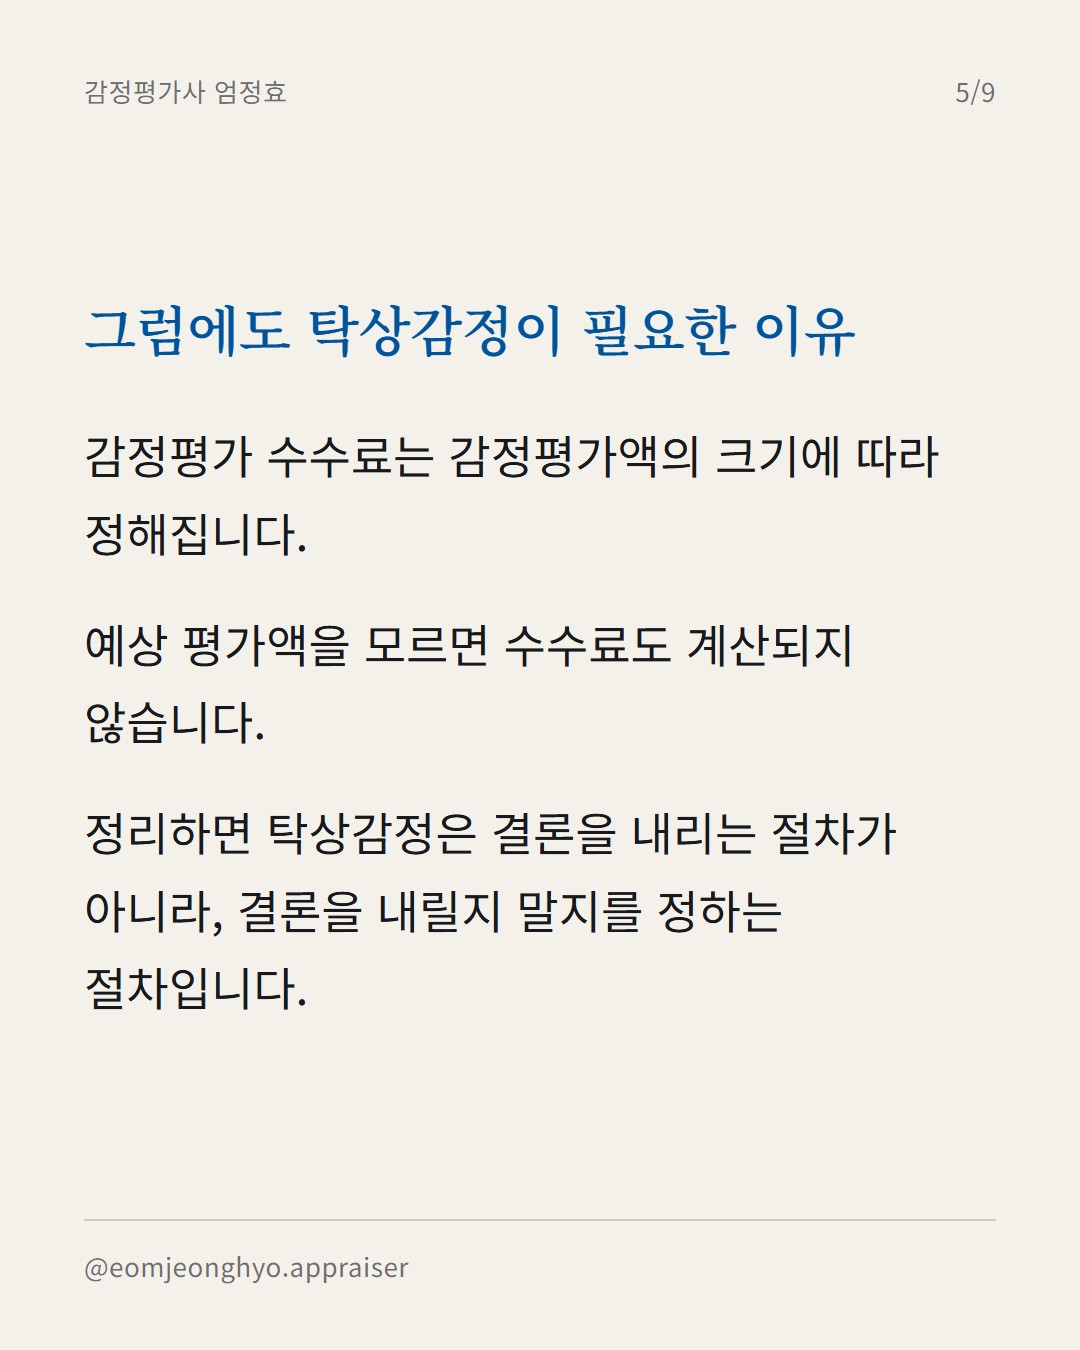 감정평가사 엄정효
5/9
그럼에도 탁상감정이 필요한 이유
감정평가 수수료는 감정평가액의 크기에 따라
정해집니다.
예상 평가액을 모르면 수수료도 계산되지
않습니다.
정리하면 탁상감정은 결론을 내리는 절차가
아니라, 결론을 내릴지 말지를 정하는
절차입니다.
@eomjeonghyo.appraiser